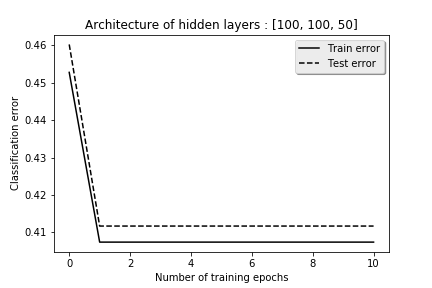 Architecture of hidden layers : [100, 100, 50]
Train error
Test error
0.46
0.45
0.44
0.43
0.42
0.41
Classification error
0 2 4 6 8 10
Number of training epochs